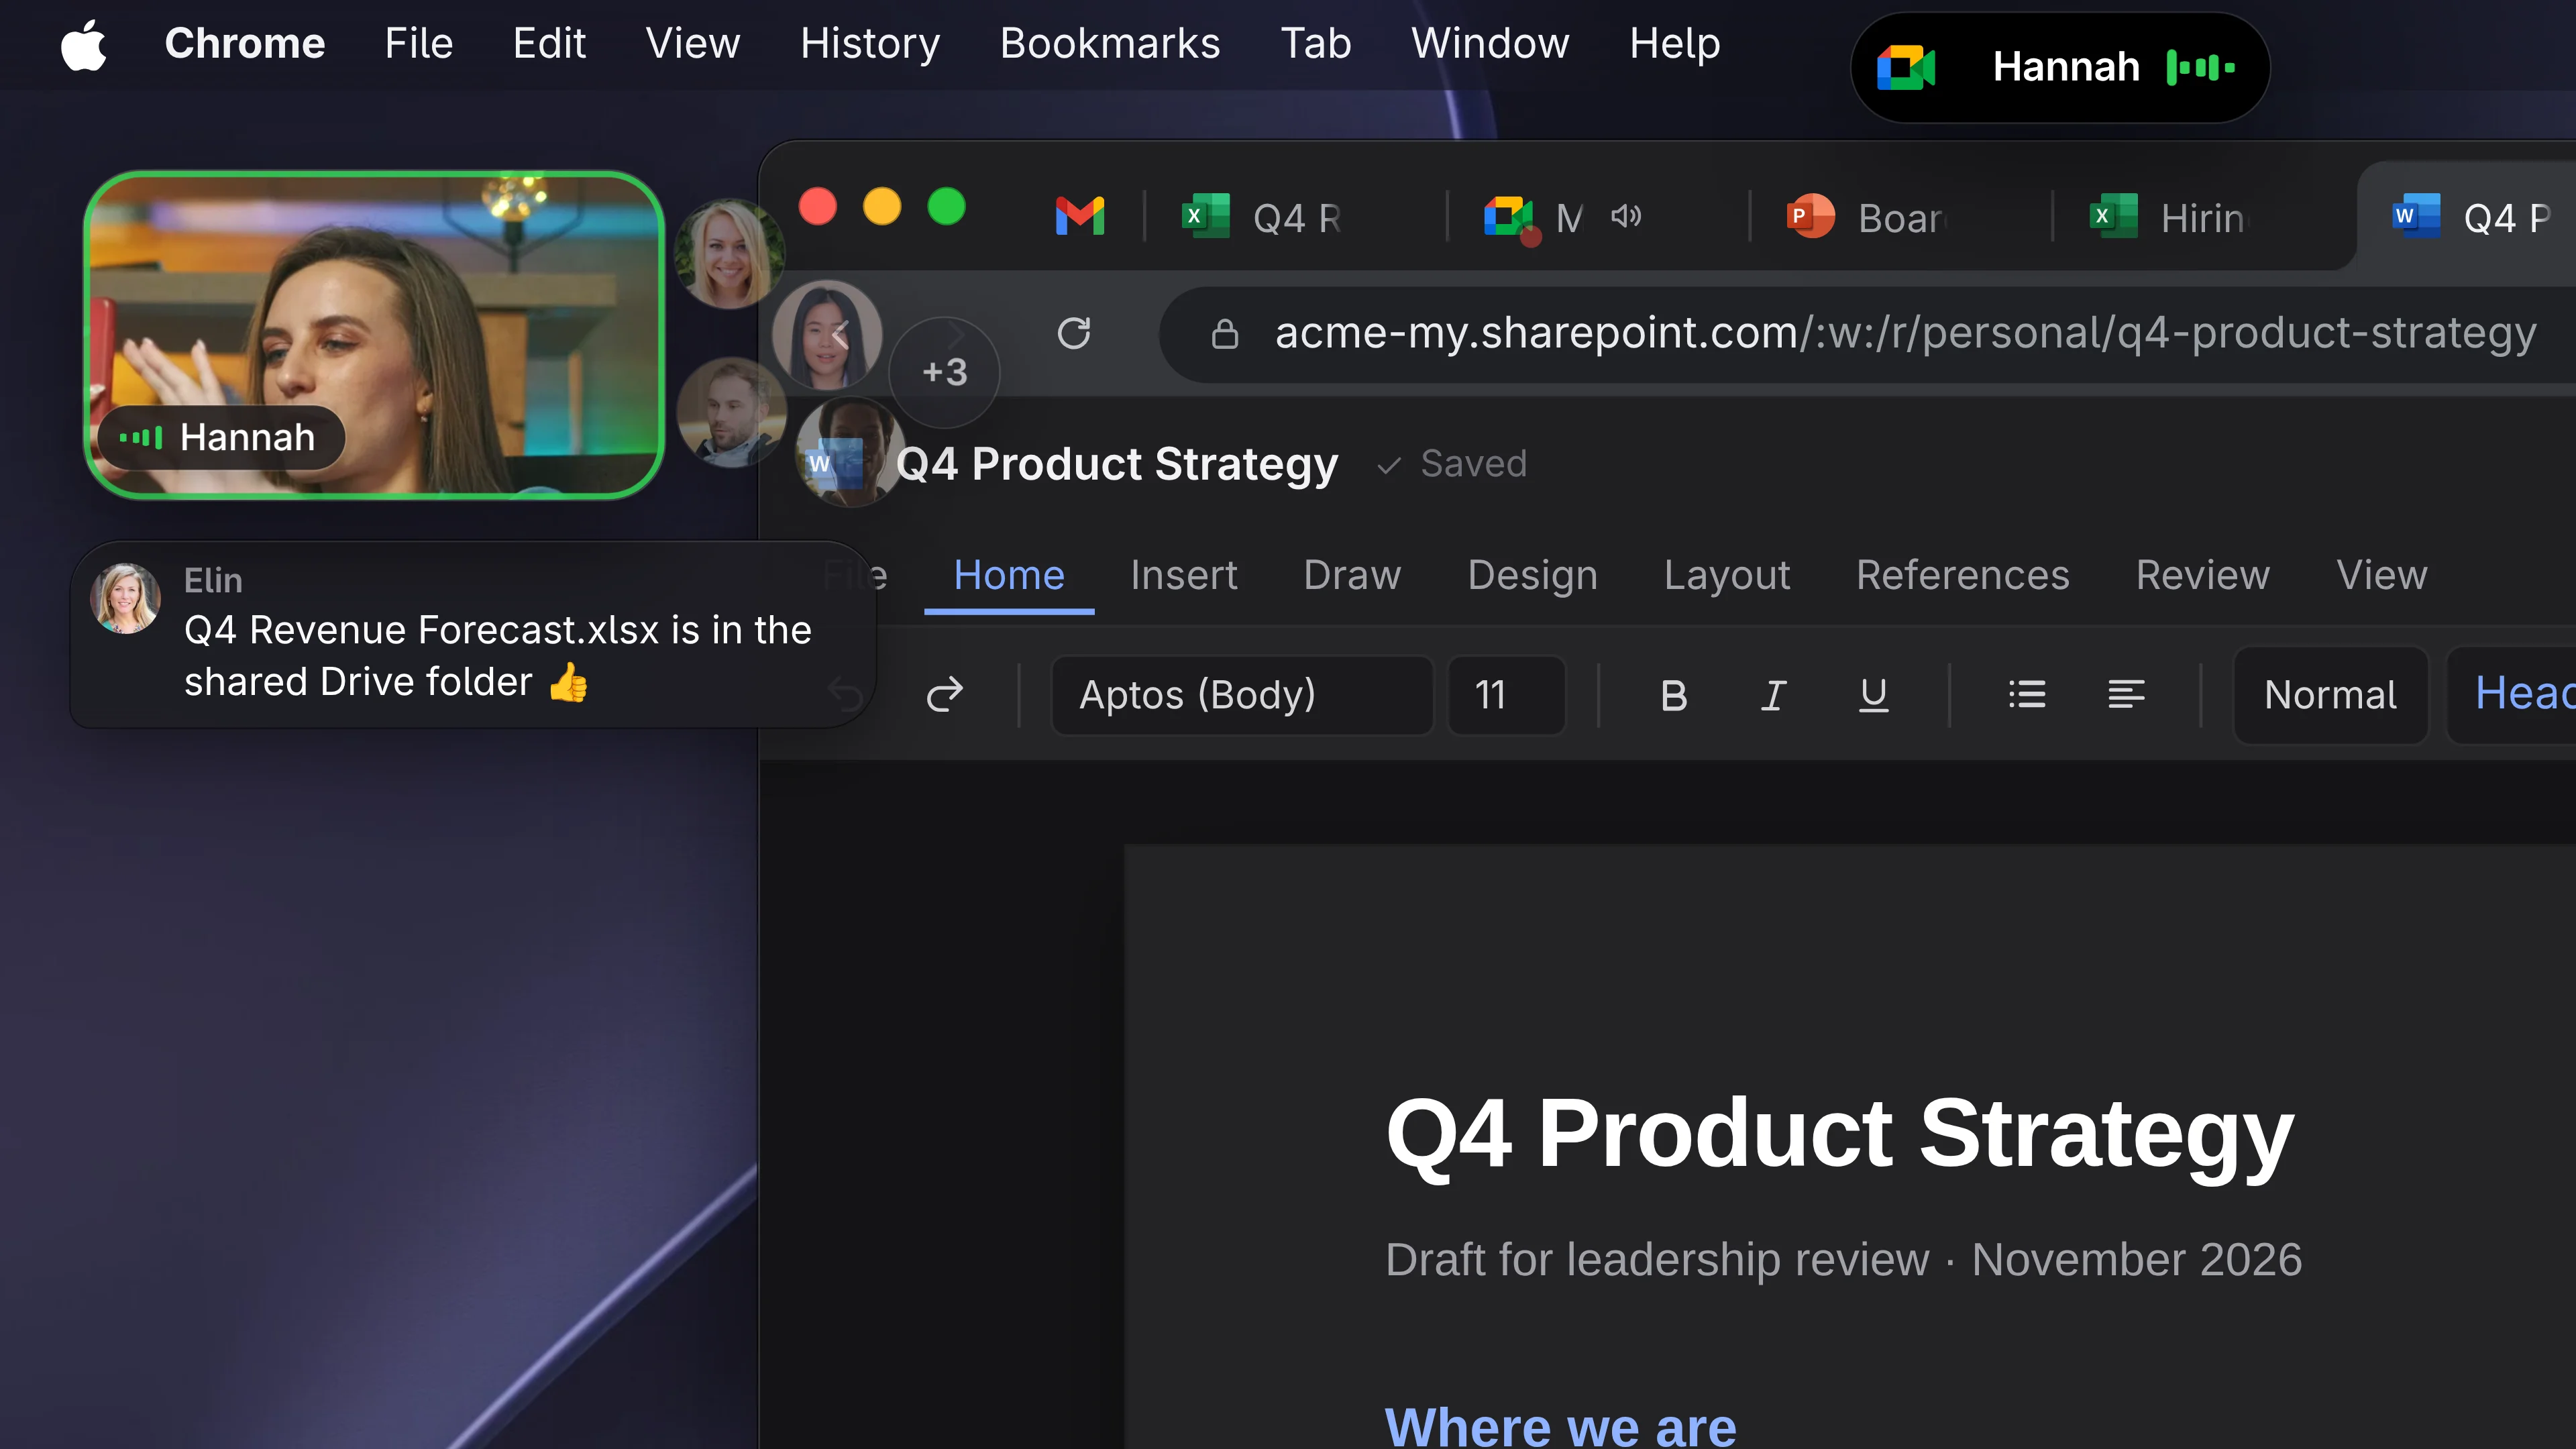 Chrome File Edit View History Bookmarks Tab Window Help
Hannah
Q4 R
M
Boar
Hirin
Q4 P
acme-my.sharepoint.com/:w:/r/personal/q4-product-strategy
+3
Hannah
Q4 Product Strategy
Saved
Elin
Q4 Revenue Forecast.xlsx is in the
shared Drive folder 👍
File Home Insert Draw Design Layout References Review View
Aptos (Body) 11 B I U Normal Head
Q4 Product Strategy
Draft for leadership review · November 2026
Where we are